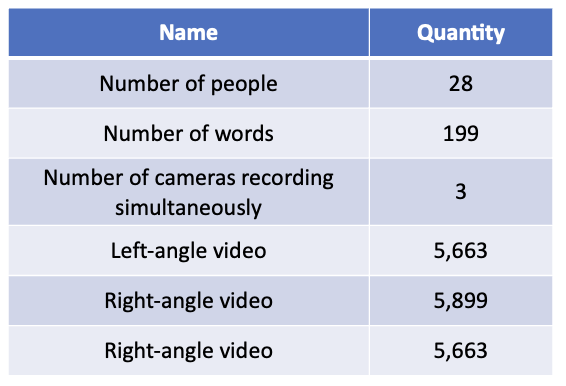 Name Quantity
Number of people 28
Number of words 199
Number of cameras recording
simultaneously 3
Left-angle video 5,663
Right-angle video 5,899
Right-angle video 5,663